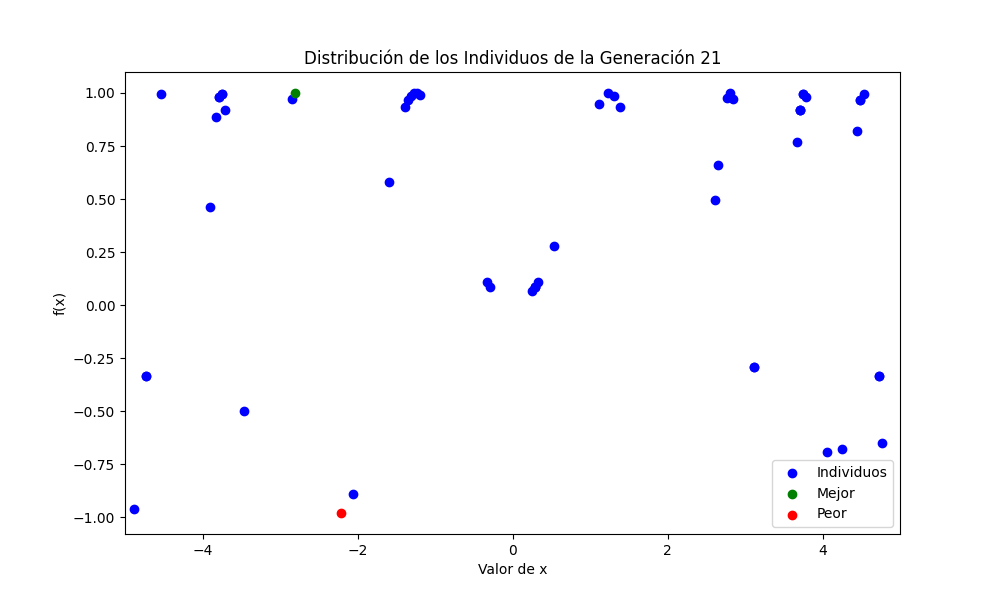 Distribución de los Individuos de la Generación 21
1.00
0.75
0.50
0.25
0.00
−0.25
−0.50
−0.75
−1.00
f(x)
−4
−2
0
2
4
Valor de x
Individuos
Mejor
Peor